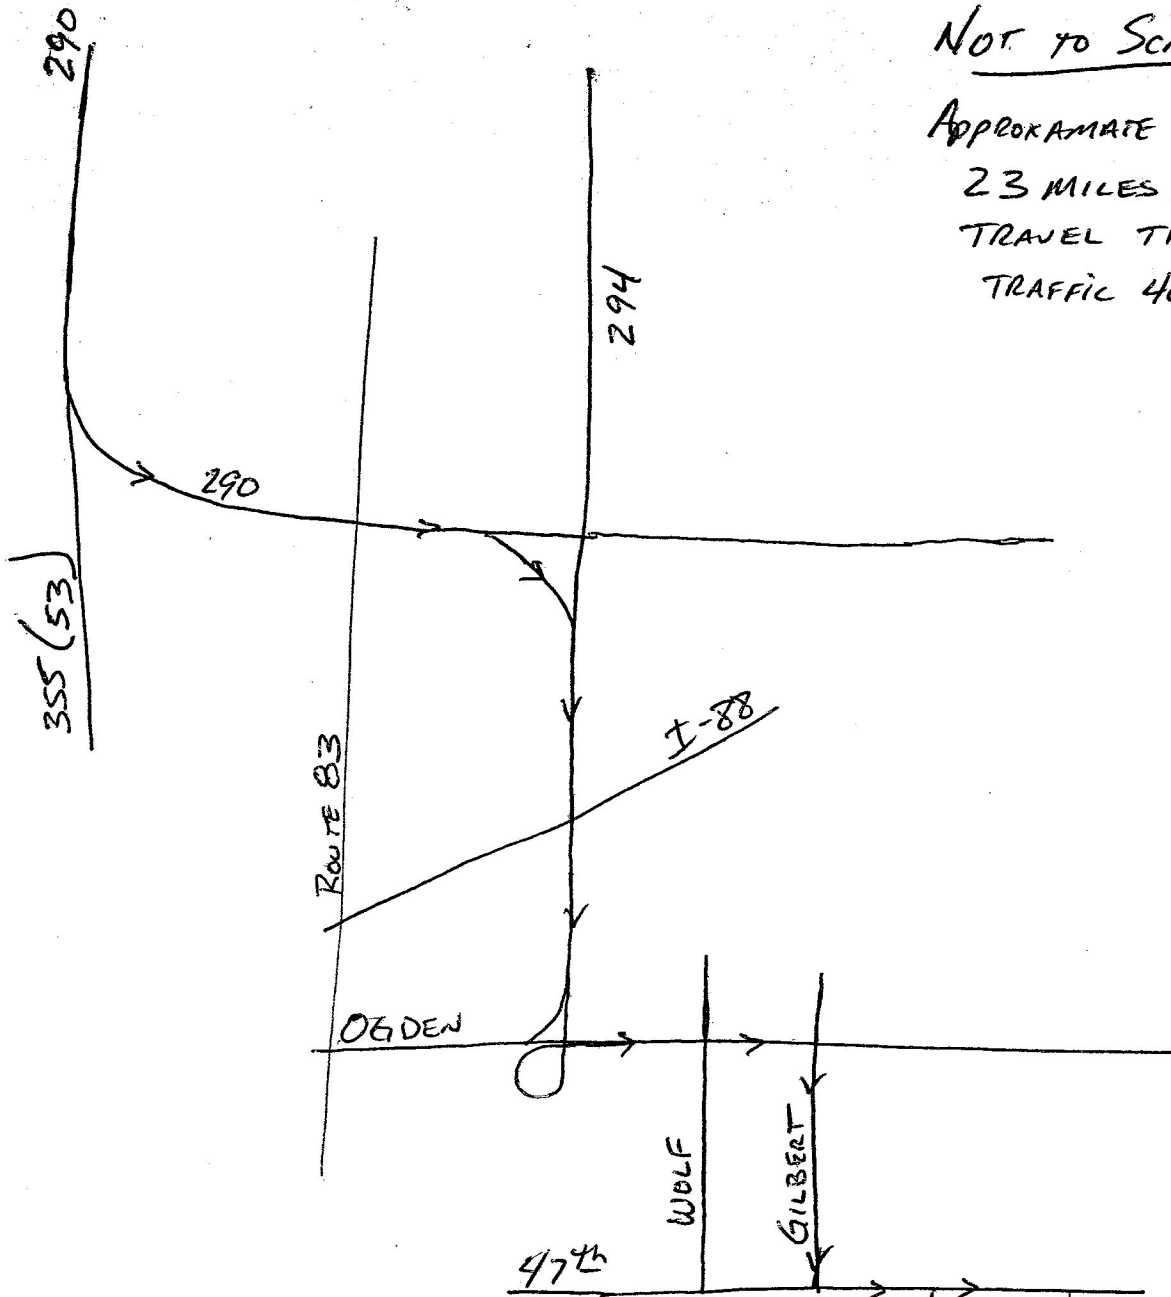 290
NOT TO
APPROXAMATE
23 MILES
TRAVEL
TRAFFIC
294
290
355 (53)
I-88
ROUTE 83
OGDEN
WOLF
GILBERT
47th